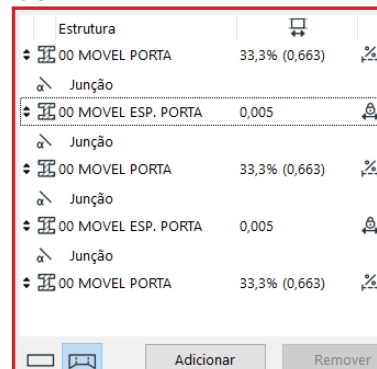 Estrutura
00 MOVEL PORTA 33,3% (0,663)
Junção
00 MOVEL ESP. PORTA 0,005
Junção
00 MOVEL PORTA 33,3% (0,663)
Junção
00 MOVEL ESP. PORTA 0,005
Junção
00 MOVEL PORTA 33,3% (0,663)
Adicionar Remover